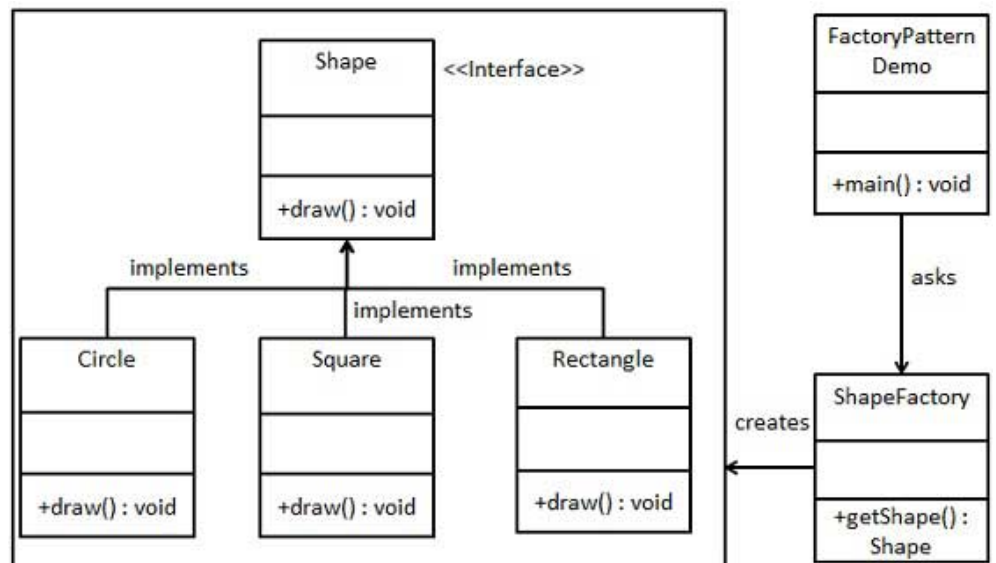 Shape
<<Interface>>
+draw() : void
implements
implements
implements
Circle
+draw() : void
Square
+draw() : void
Rectangle
+draw() : void
FactoryPattern
Demo
+main() : void
asks
ShapeFactory
+getShape() :
Shape
creates